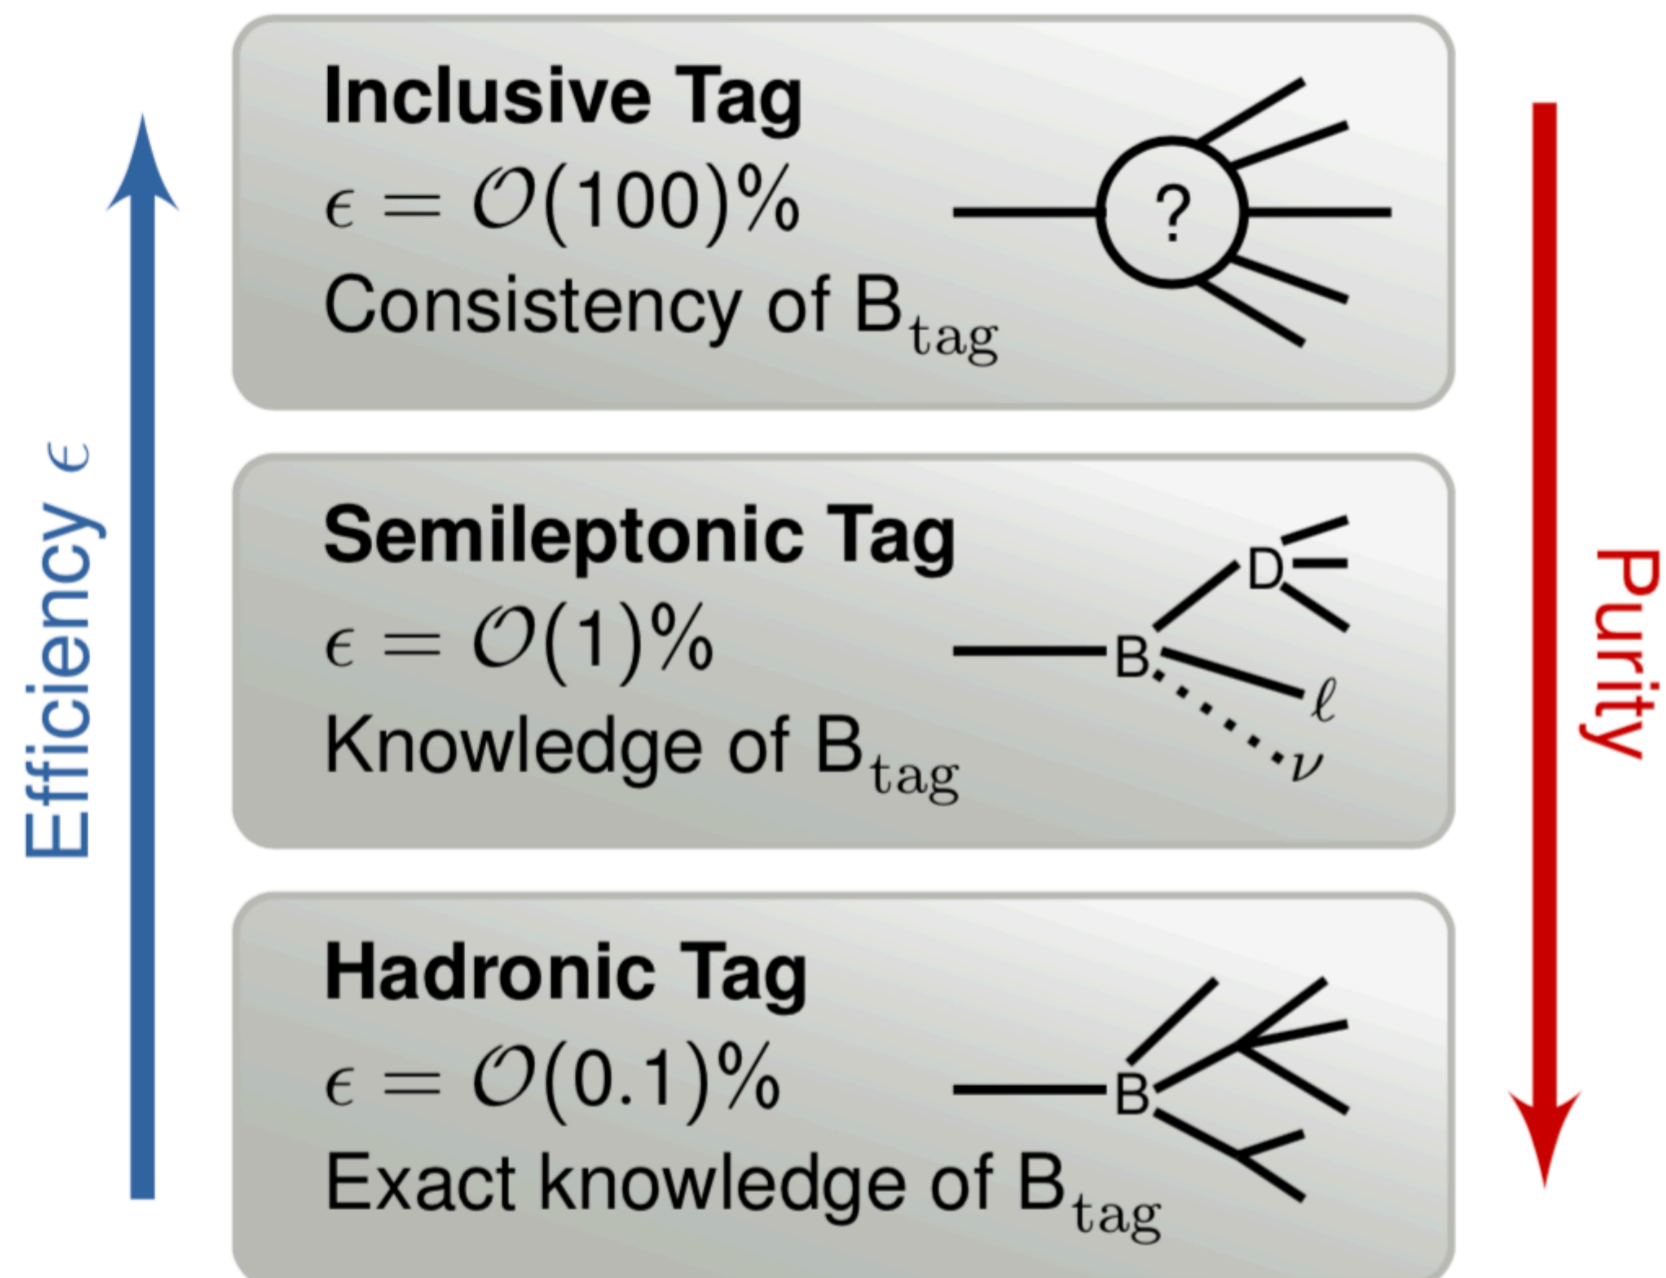 Efficiency ϵ
Inclusive Tag
ϵ = 𝒪(100)%
Consistency of B_tag
?
Semileptonic Tag
ϵ = 𝒪(1)%
Knowledge of B_tag
D
B
ℓ
ν
Hadronic Tag
ϵ = 𝒪(0.1)%
Exact knowledge of B_tag
B
Purity